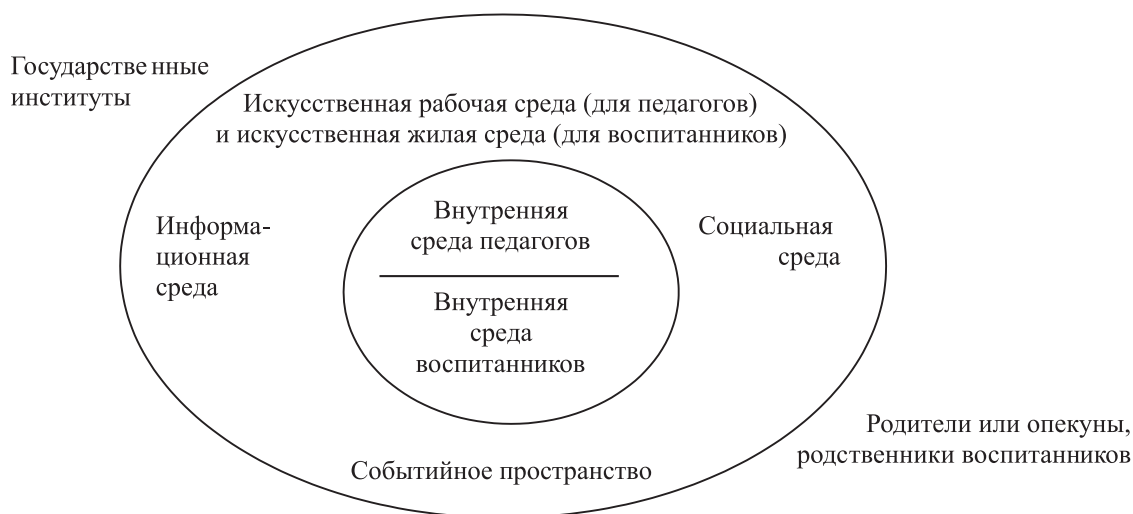 Государственные
институты
Искусственная рабочая среда (для педагогов)
и искусственная жилая среда (для воспитанников)
Внутренняя
среда педагогов
Информа-
ционная
среда
Социальная
среда
Внутренняя
среда
воспитанников
Родители или опекуны,
родственники воспитанников
Событийное пространство